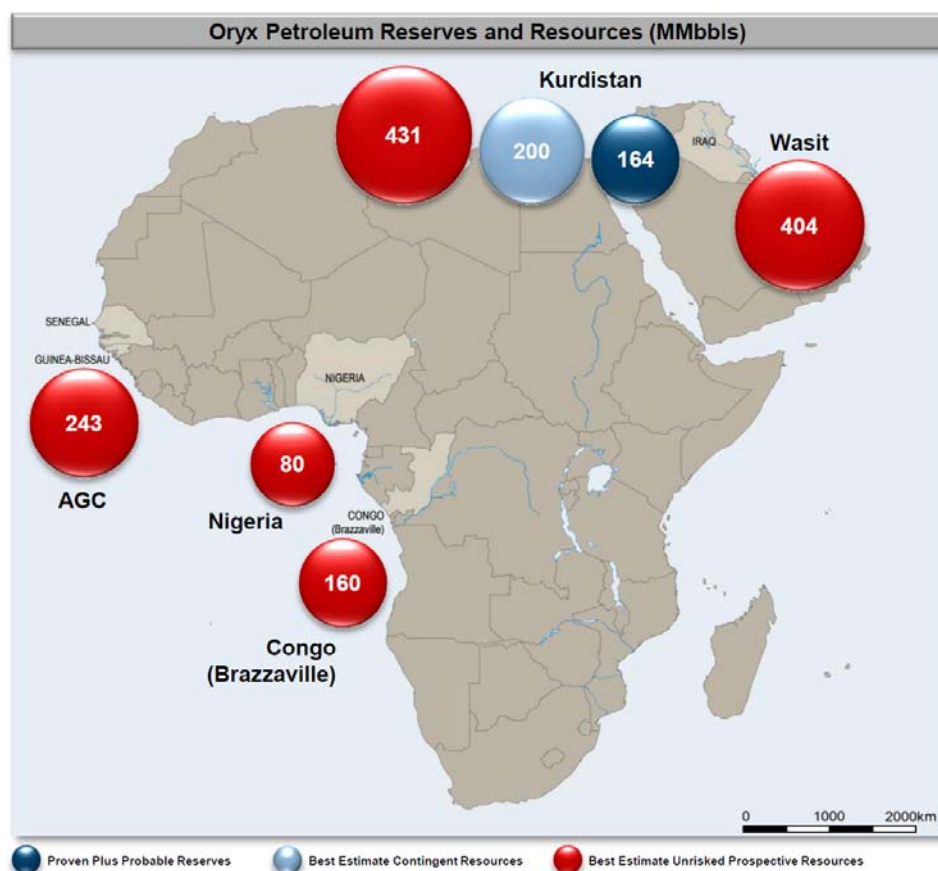 Oryx Petroleum Reserves and Resources (MMbbls)
Kurdistan
431
200
164
IRAQ
Wasit
404
SENEGAL
GUINEA-BISSAU
NIGERIA
243
AGC
80
Nigeria
CONGO
(Brazzaville)
160
Congo
(Brazzaville)
0 1000 2000km
Proven Plus Probable Reserves
Best Estimate Contingent Resources
Best Estimate Unrisked Prospective Resources